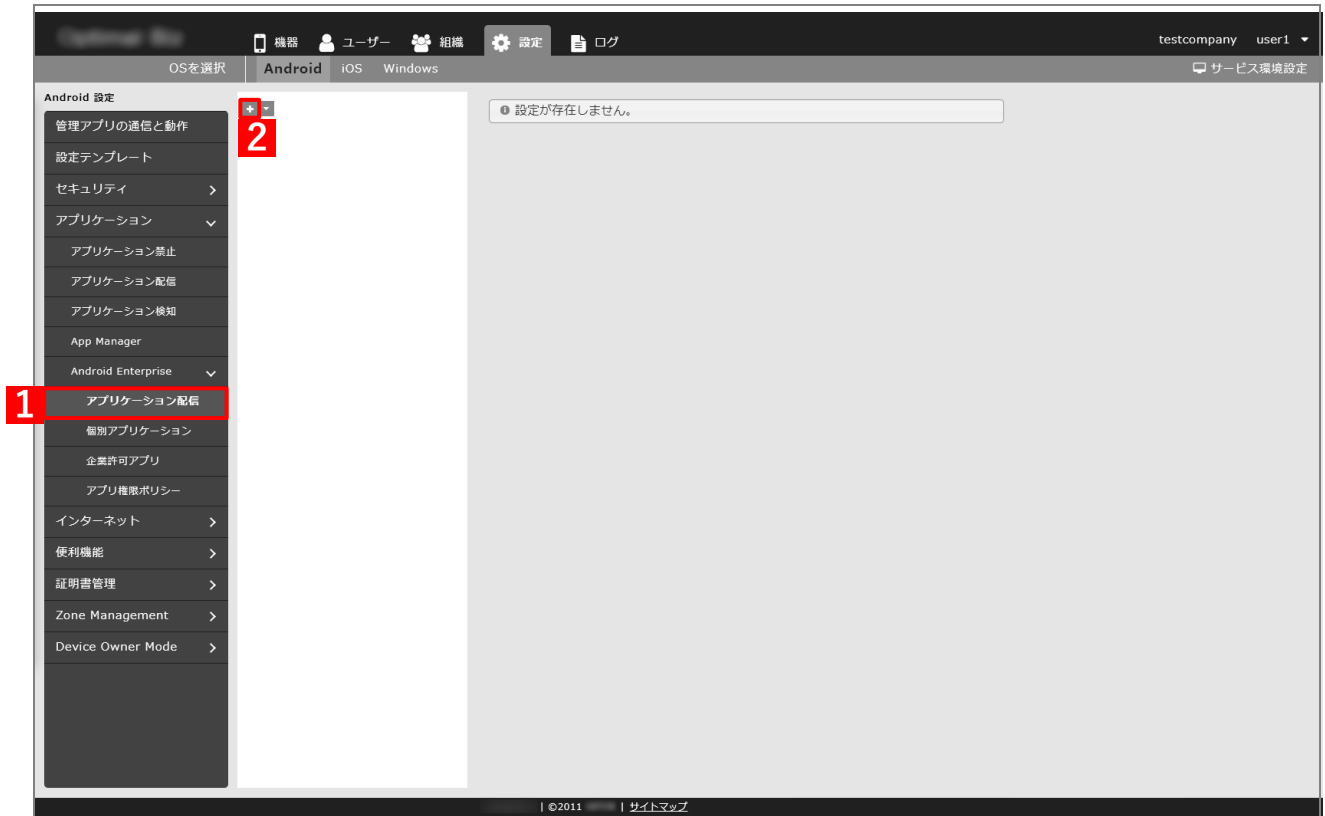 機器 ユーザー 組織 設定 ログ testcompany user1
OSを選択 Android iOS Windows サービス環境設定
Android 設定
管理アプリの通信と動作
設定テンプレート
セキュリティ
アプリケーション
アプリケーション禁止
アプリケーション配信
アプリケーション検知
App Manager
Android Enterprise
1 アプリケーション配信
個別アプリケーション
企業許可アプリ
アプリ権限ポリシー
インターネット
便利機能
証明書管理
Zone Management
Device Owner Mode
2
設定が存在しません。
| ©2011 | サイトマップ